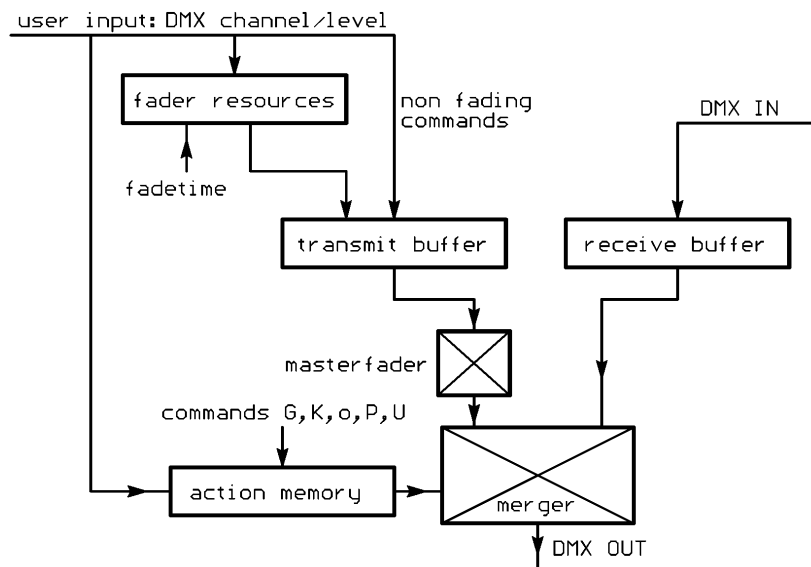 user input: DMX channel/level
fader resources
non fading
commands
DMX IN
fadetime
transmit buffer
receive buffer
masterfader
commands G,K,o,P,U
action memory
merger
DMX OUT